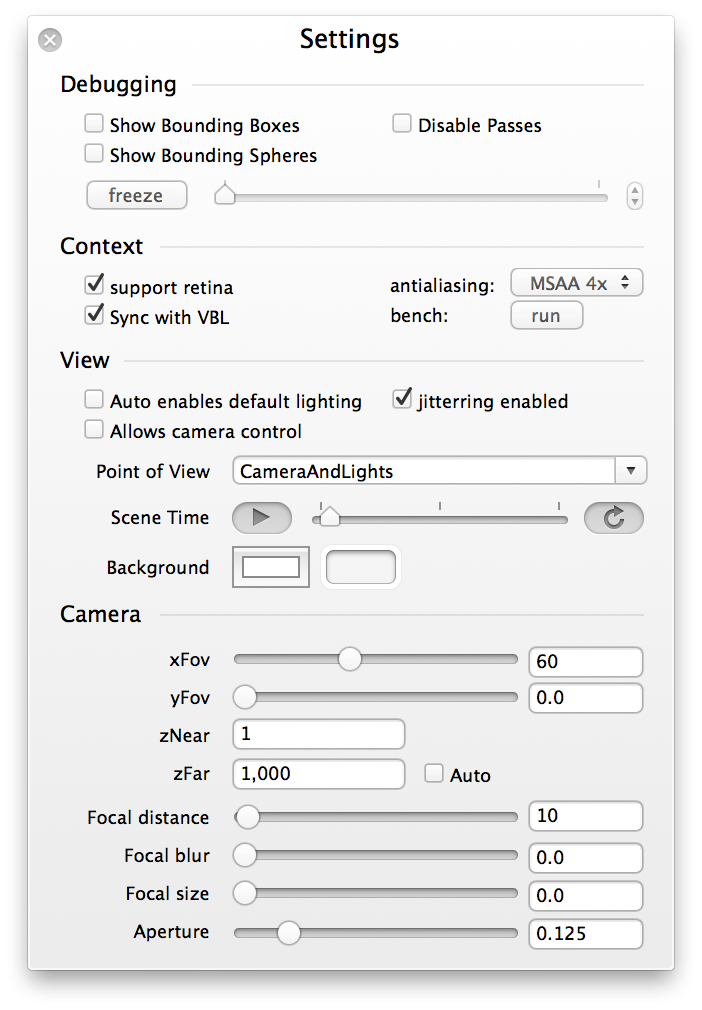 Settings
Debugging
Show Bounding Boxes
Disable Passes
Show Bounding Spheres
freeze
Context
support retina
antialiasing: MSAA 4x
Sync with VBL
bench: run
View
Auto enables default lighting
jitterring enabled
Allows camera control
Point of View CameraAndLights
Scene Time
Background
Camera
xFov 60
yFov 0.0
zNear 1
zFar 1,000 Auto
Focal distance 10
Focal blur 0.0
Focal size 0.0
Aperture 0.125